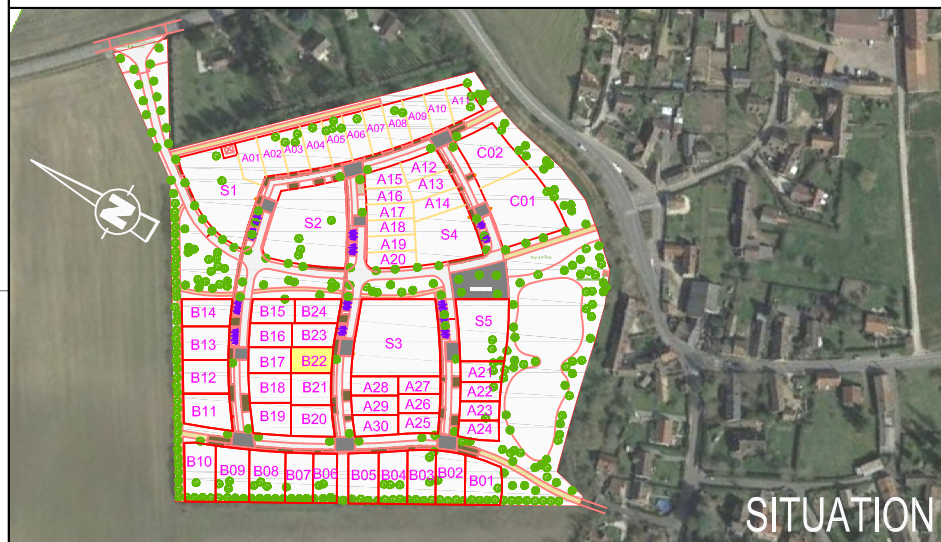 A11
A10
A09
A08
A07
A06
A05
A04
A03
A02
A01
C02
C01
A12
A13
A14
A15
A16
A17
A18
A19
A20
S1
S2
S4
N
B14
B15
B24
B13
B16
B23
B17
B22
B12
B18
B21
B11
B19
B20
S3
S5
A28
A27
A29
A26
A30
A25
A21
A22
A23
A24
B10
B09
B08
B07
B06
B05
B04
B03
B02
B01
SITUATION